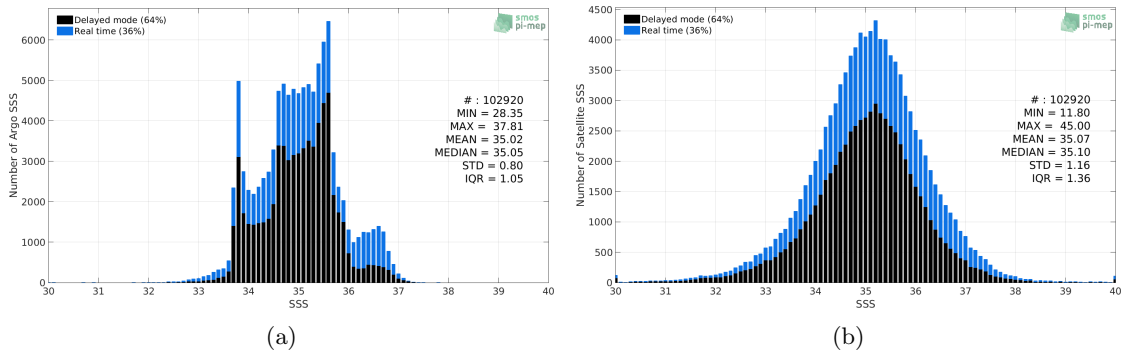 Delayed mode (64%)
Real time (36%)
smos
pi-mep
6000
5000
4000
3000
2000
1000
0
Number of Argo SSS
# : 102920
MIN = 28.35
MAX = 37.81
MEAN = 35.02
MEDIAN = 35.05
STD = 0.80
IQR = 1.05
30 31 32 33 34 35 36 37 38 39 40
SSS
(a)
Delayed mode (64%)
Real time (36%)
smos
pi-mep
4500
4000
3500
3000
2500
2000
1500
1000
500
0
Number of Satellite SSS
# : 102920
MIN = 11.80
MAX = 45.00
MEAN = 35.07
MEDIAN = 35.10
STD = 1.16
IQR = 1.36
30 31 32 33 34 35 36 37 38 39 40
SSS
(b)